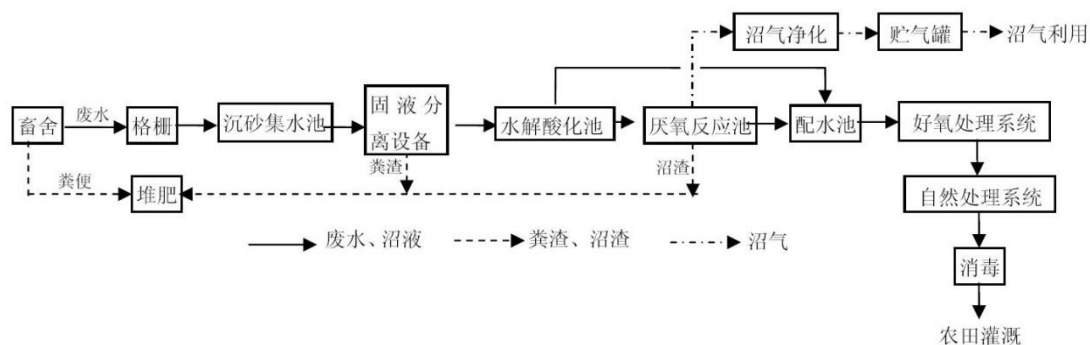 沼气净化
贮气罐
沼气利用
畜舍
废水
格栅
沉砂集水池
固液分
离设备
水解酸化池
厌氧反应池
配水池
好氧处理系统
粪便
堆肥
粪渣
沼渣
自然处理系统
废水、沼液
粪渣、沼渣
沼气
消毒
农田灌溉